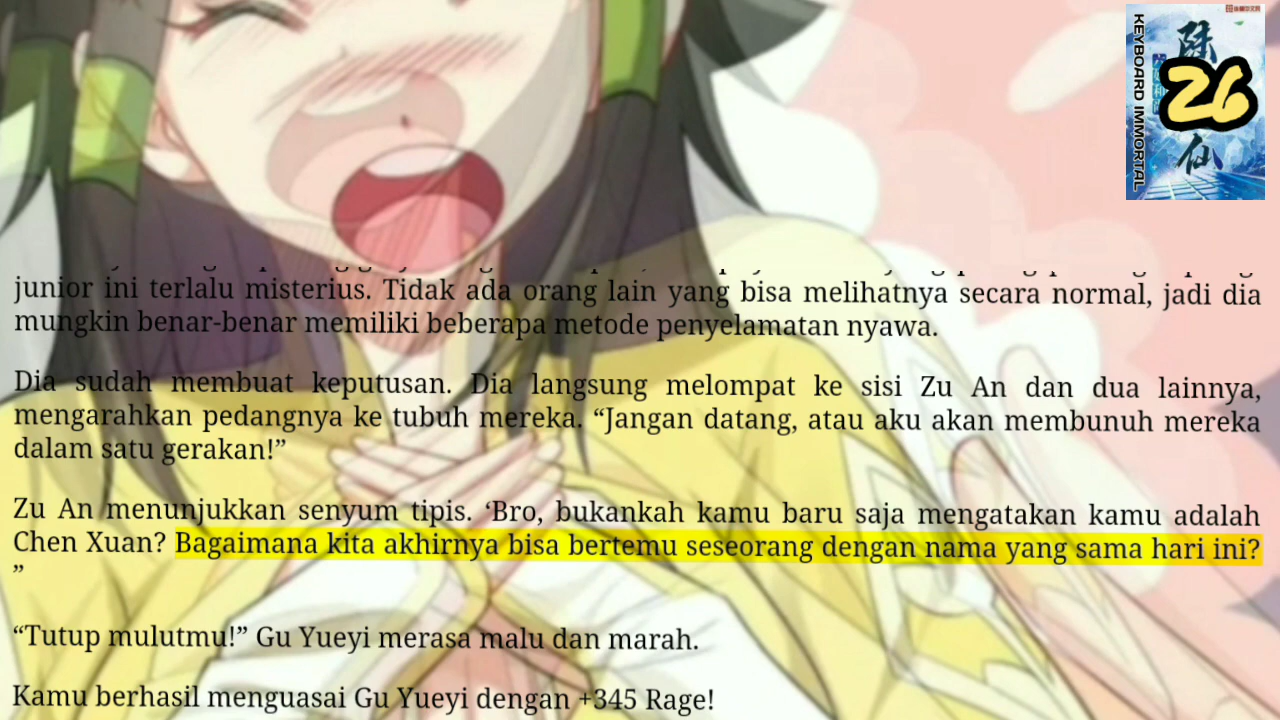 KEYBOARD IMMORTAL
陸
仙
26
junior ini terlalu misterius. Tidak ada orang lain yang bisa melihatnya secara normal, jadi dia
mungkin benar-benar memiliki beberapa metode penyelamatan nyawa.
Dia sudah membuat keputusan. Dia langsung melompat ke sisi Zu An dan dua lainnya,
mengarahkan pedangnya ke tubuh mereka. “Jangan datang, atau aku akan membunuh mereka
dalam satu gerakan!”
Zu An menunjukkan senyum tipis. ‘Bro, bukankah kamu baru saja mengatakan kamu adalah
Chen Xuan? Bagaimana kita akhirnya bisa bertemu seseorang dengan nama yang sama hari ini?
”
“Tutup mulutmu!” Gu Yueyi merasa malu dan marah.
Kamu berhasil menguasai Gu Yueyi dengan +345 Rage!